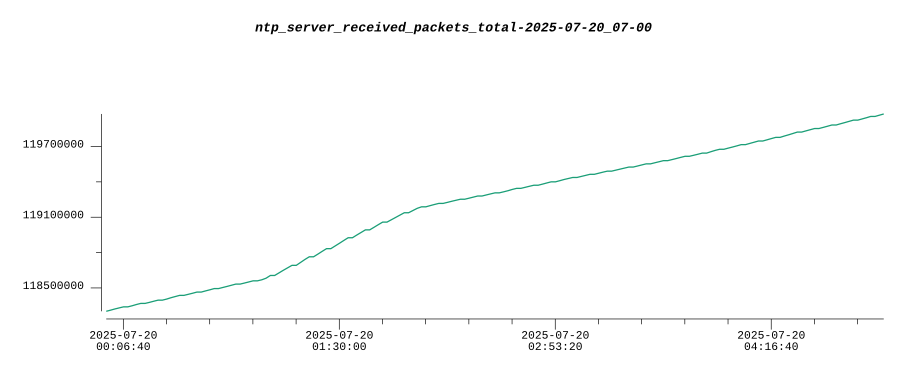 ntp_server_received_packets_total-2025-07-20_07-00
119700000
119100000
118500000
2025-07-20 2025-07-20 2025-07-20 2025-07-20
00:06:40 01:30:00 02:53:20 04:16:40